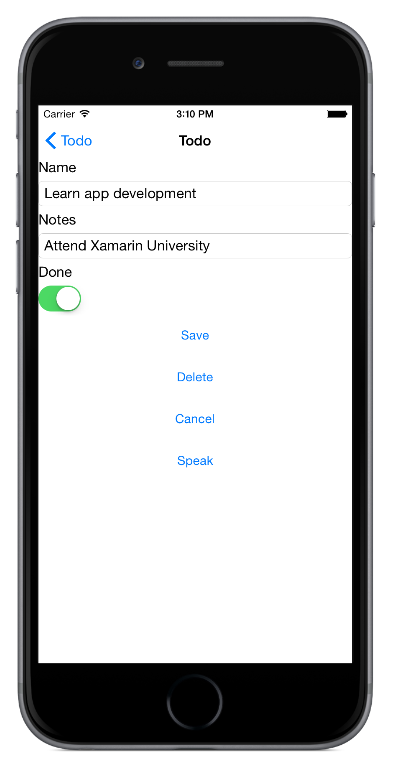 Carrier 3:10 PM
Todo Todo
Name
Learn app development
Notes
Attend Xamarin University
Done
Save
Delete
Cancel
Speak